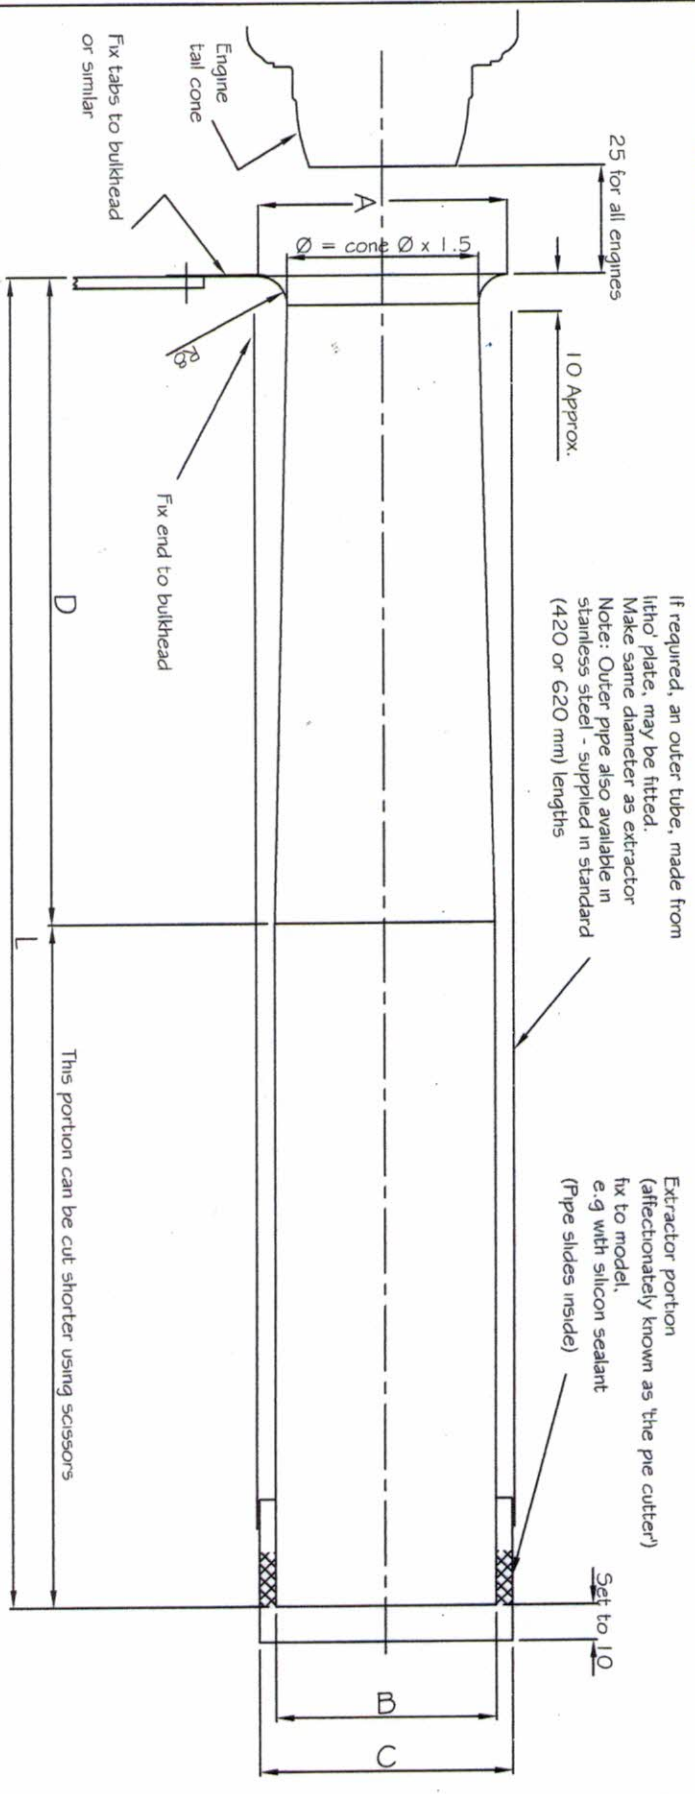 If required, an outer tube, made from
litho' plate, may be fitted.
Make same diameter as extractor
Note: Outer pipe also available in
stainless steel - supplied in standard
(420 or 620 mm) lengths
Extractor portion
(affectionately known as 'the pie cutter')
fix to model,
e.g with silicon sealant
(Pipe slides inside)
25 for all engines
10 Approx.
Set to 10
Engine
tail cone
A
Ø = cone Ø x 1.5
B
C
Fix tabs to bulkhead
or similar
Fix end to bulkhead
D
This portion can be cut shorter using scissors
L